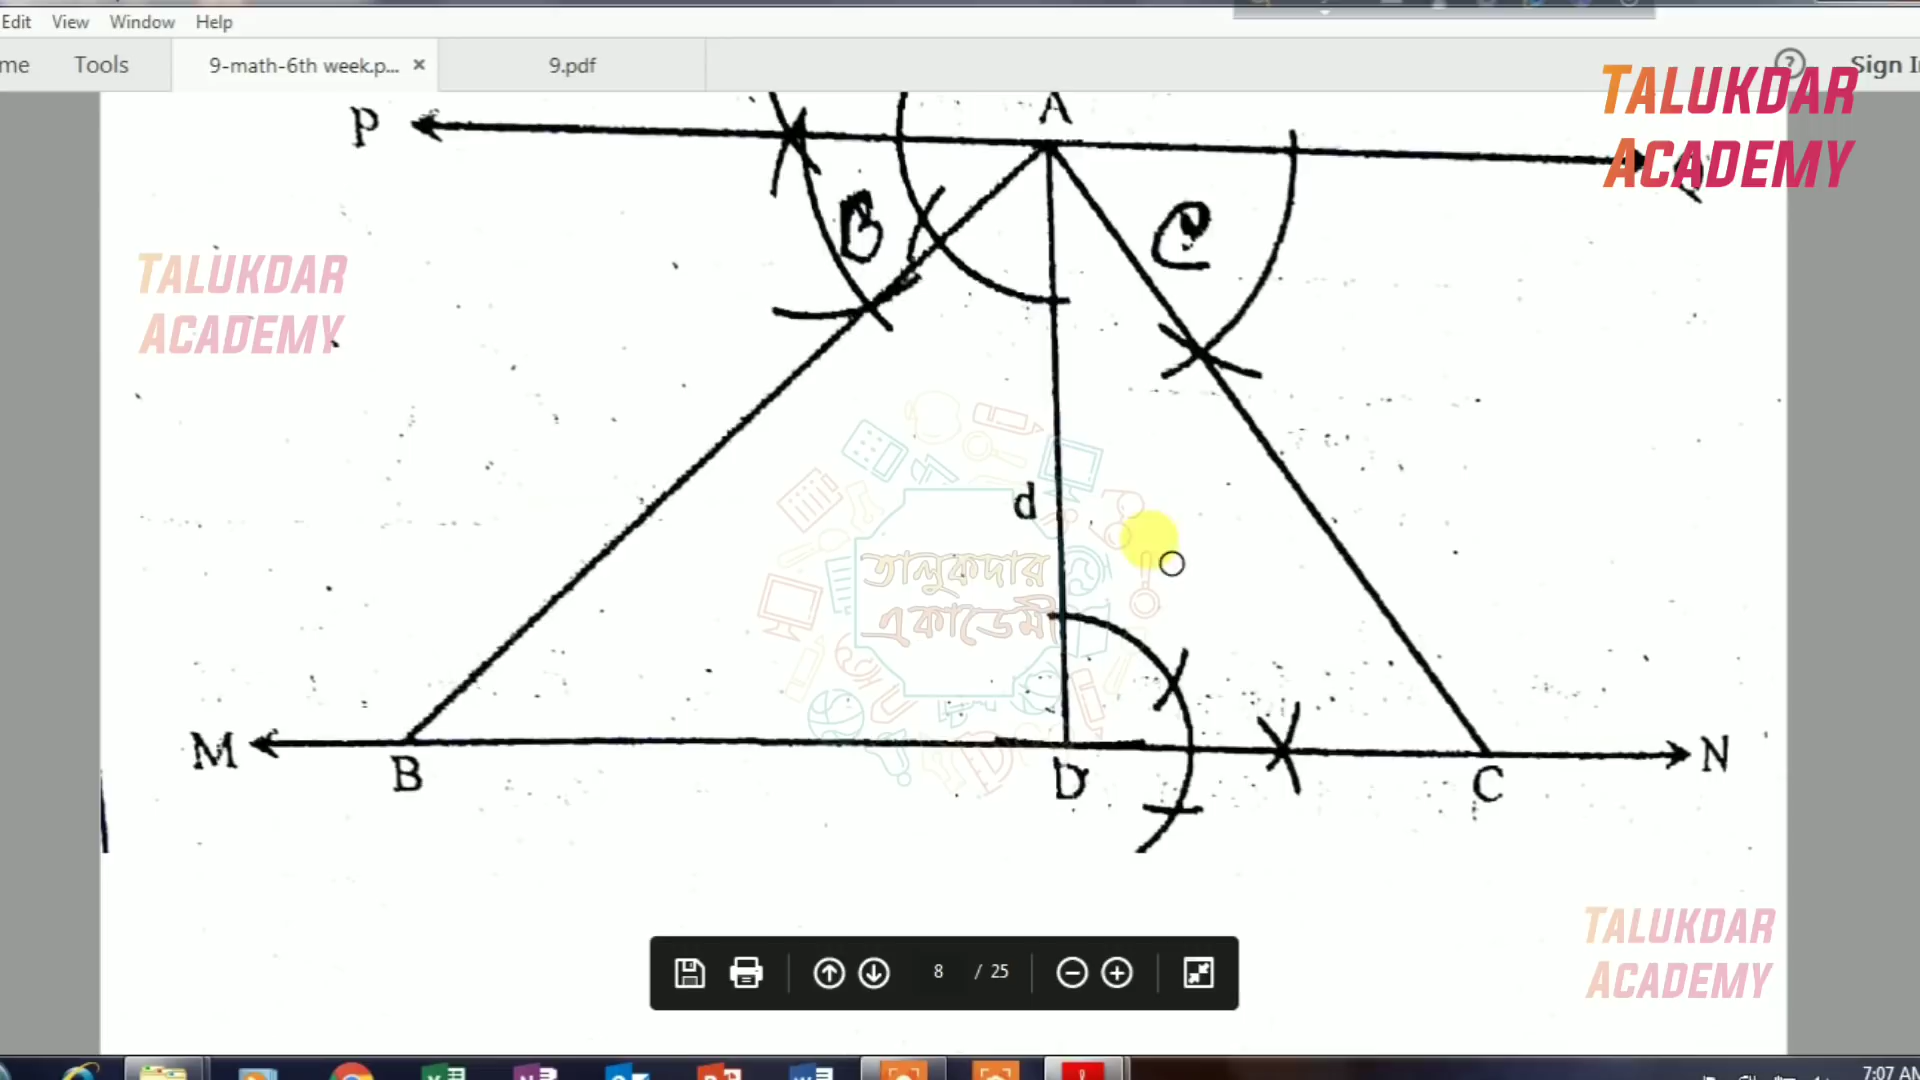 Edit View Window Help
me Tools 9-math-6th week.p... × 9.pdf ? Sign I
TALUKDAR
ACADEMY
P A Q
B C
TALUKDAR
ACADEMY
d
তালুকদার
একাডেমী
M B D C N
TALUKDAR
ACADEMY
8 / 25
7:07 AM